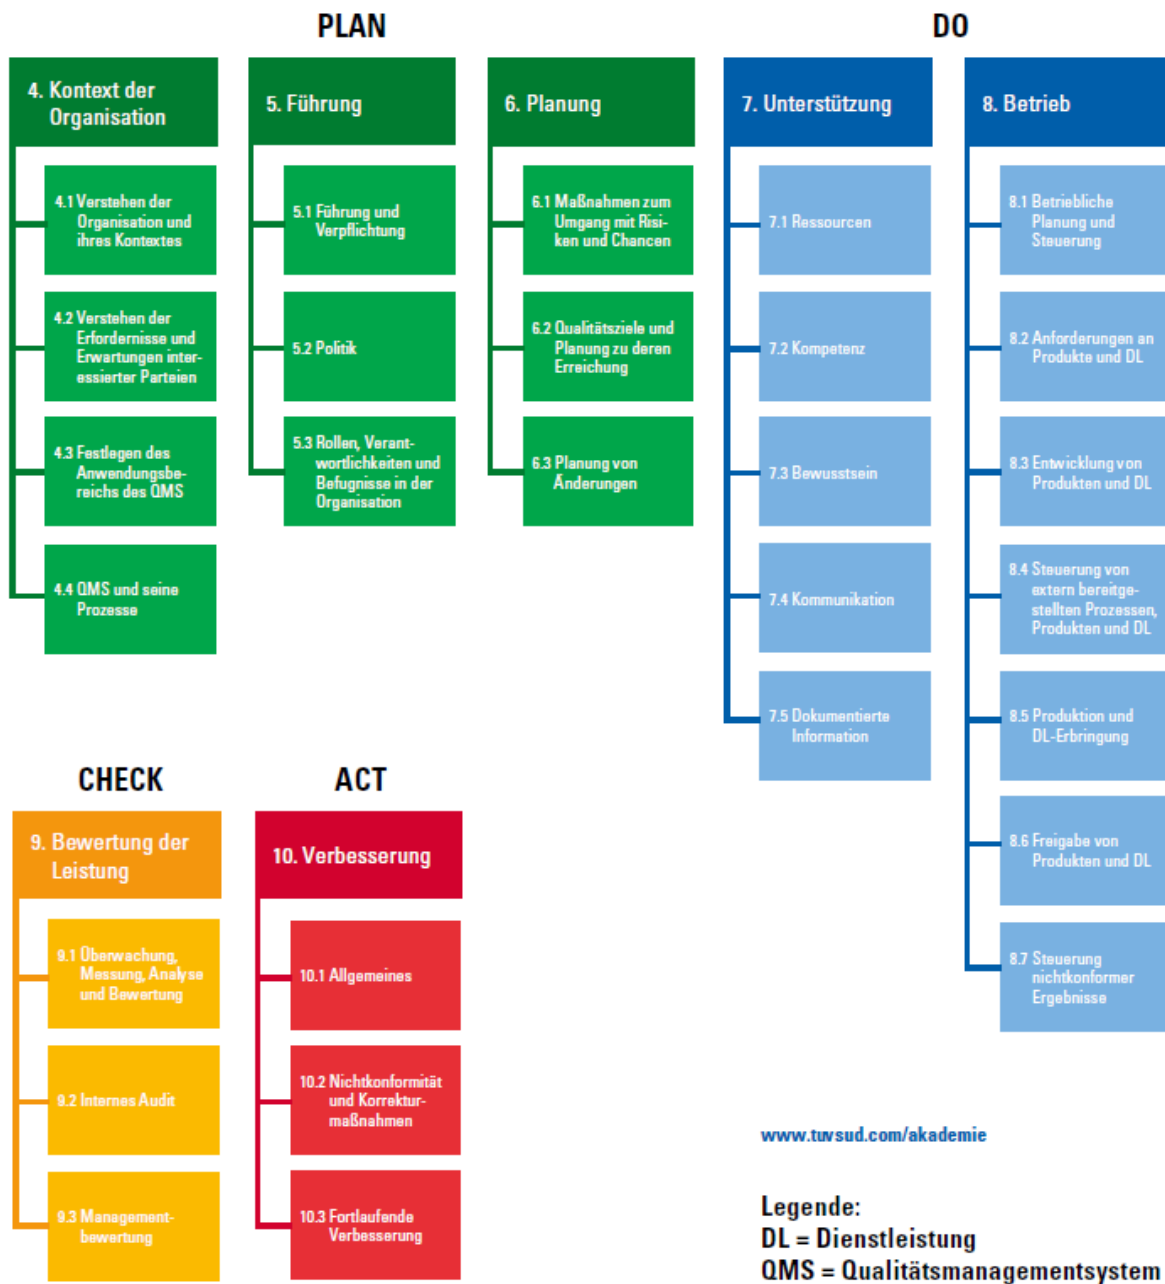 PLAN
4. Kontext der
Organisation
4.1 Verstehen der
Organisation und
ihres Kontextes
4.2 Verstehen der
Erfordernisse und
Erwartungen inter-
essierter Parteien
4.3 Festlegen des
Anwendungsbe-
reichs des QMS
4.4 QMS und seine
Prozesse
5. Führung
5.1 Führung und
Verpflichtung
5.2 Politik
5.3 Rollen, Verant-
wortlichkeiten und
Befugnisse in der
Organisation
6. Planung
6.1 Maßnahmen zum
Umgang mit Risi-
ken und Chancen
6.2 Qualitätsziele und
Planung zu deren
Erreichung
6.3 Planung von
Änderungen
DO
7. Unterstützung
7.1 Ressourcen
7.2 Kompetenz
7.3 Bewusstsein
7.4 Kommunikation
7.5 Dokumentierte
Information
8. Betrieb
8.1 Betriebliche
Planung und
Steuerung
8.2 Anforderungen an
Produkte und DL
8.3 Entwicklung von
Produkten und DL
8.4 Steuerung von
extern bereitge-
stellten Prozessen,
Produkten und DL
8.5 Produktion und
DL-Erbringung
8.6 Freigabe von
Produkten und DL
8.7 Steuerung
nichtkonformer
Ergebnisse
CHECK
9. Bewertung der
Leistung
9.1 Überwachung,
Messung, Analyse
und Bewertung
9.2 Internes Audit
9.3 Management-
bewertung
ACT
10. Verbesserung
10.1 Allgemeines
10.2 Nichtkonformität
und Korrektur-
maßnahmen
10.3 Fortlaufende
Verbesserung
www.tuvsud.com/akademie
Legende:
DL = Dienstleistung
QMS = Qualitätsmanagementsystem